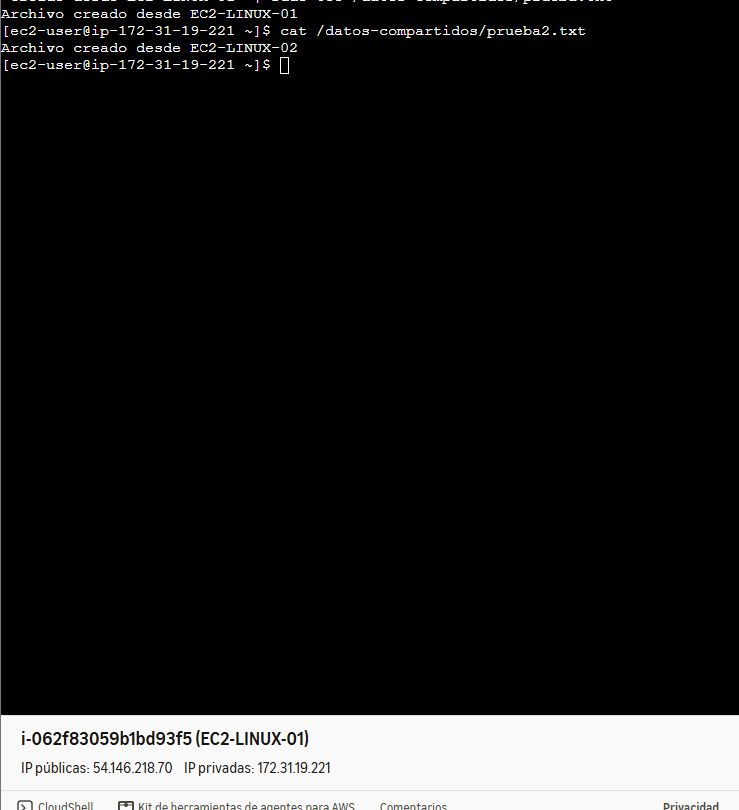 Archivo creado desde EC2-LINUX-01
[ec2-user@ip-172-31-19-221 ~]$ cat /datos-compartidos/prueba2.txt
Archivo creado desde EC2-LINUX-02
[ec2-user@ip-172-31-19-221 ~]$
i-062f83059b1bd93f5 (EC2-LINUX-01)
IP públicas: 54.146.218.70 IP privadas: 172.31.19.221
CloudShell Kit de herramientas de agentes para AWS Comentarios Privacidad